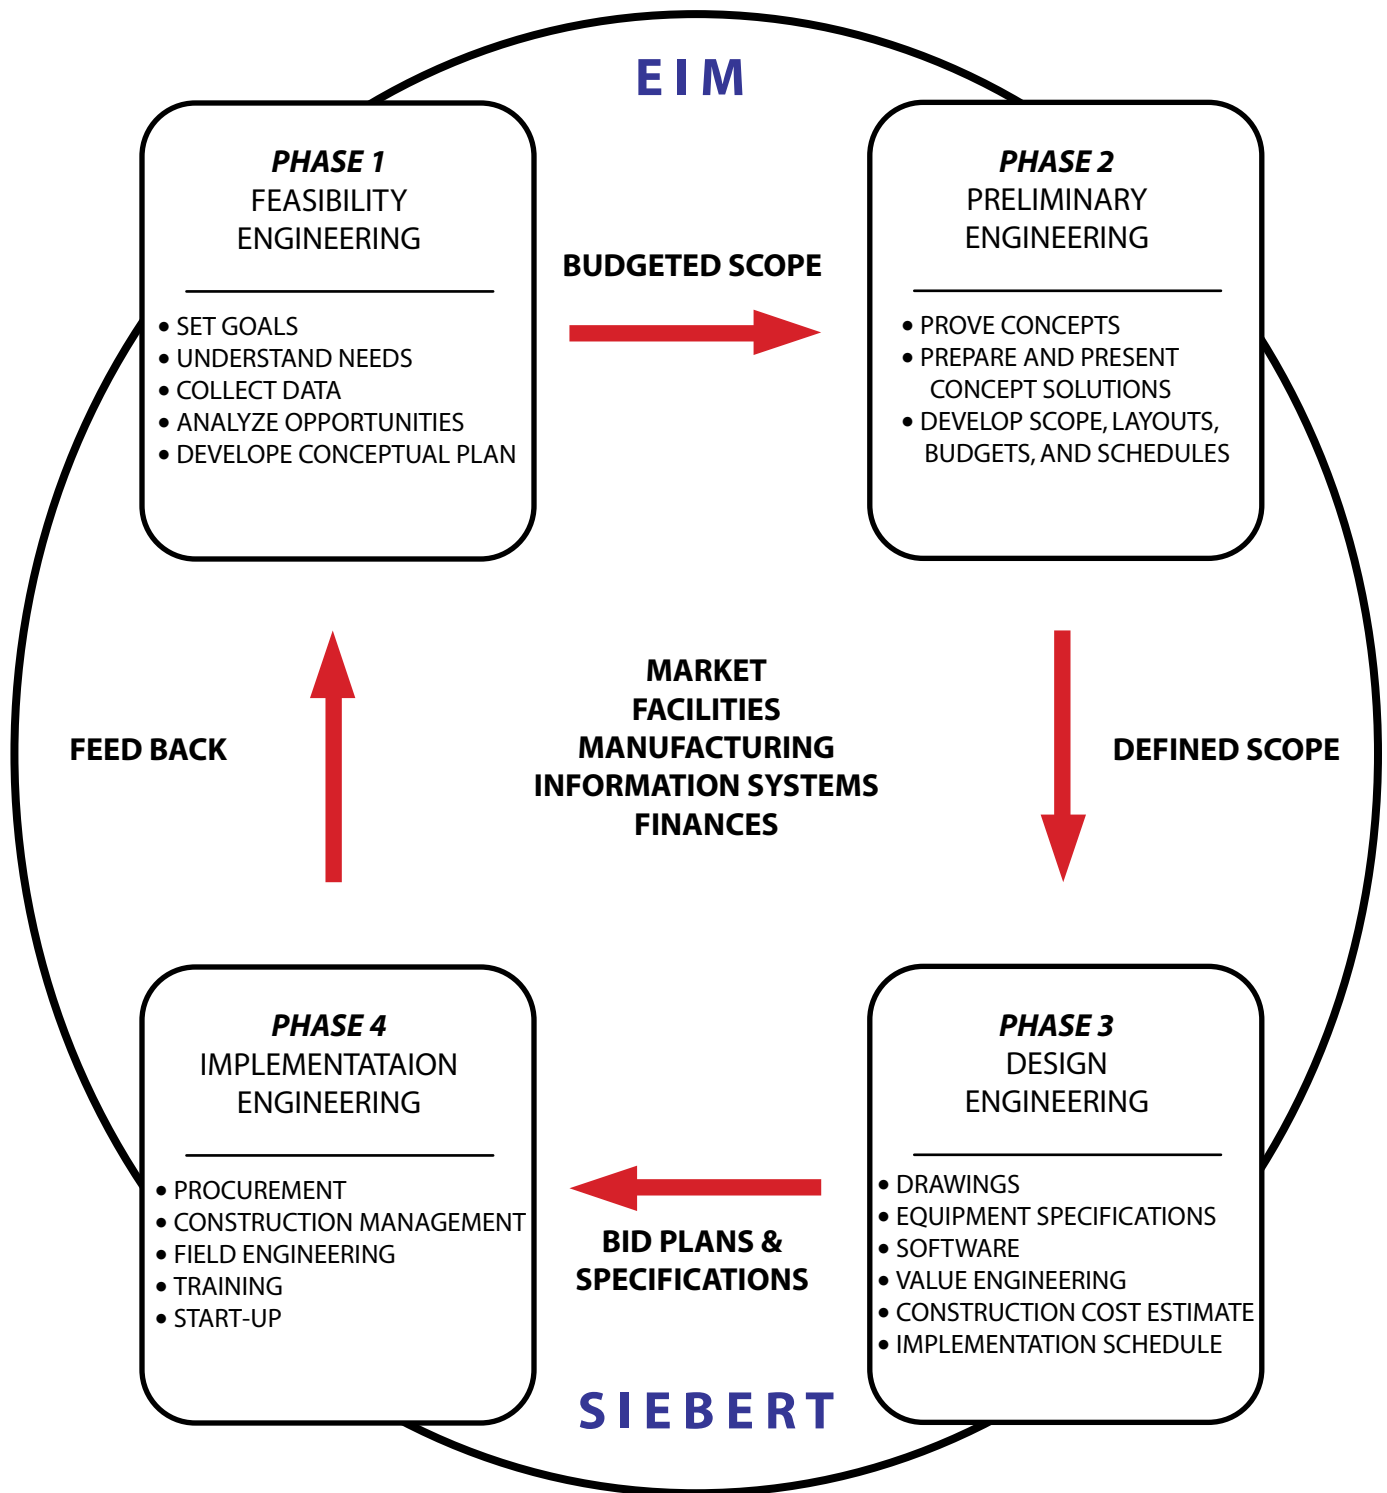 EIM
PHASE 1
FEASIBILITY
ENGINEERING
• SET GOALS
• UNDERSTAND NEEDS
• COLLECT DATA
• ANALYZE OPPORTUNITIES
• DEVELOPE CONCEPTUAL PLAN
BUDGETED SCOPE
PHASE 2
PRELIMINARY
ENGINEERING
• PROVE CONCEPTS
• PREPARE AND PRESENT
CONCEPT SOLUTIONS
• DEVELOP SCOPE, LAYOUTS,
BUDGETS, AND SCHEDULES
FEED BACK
MARKET
FACILITIES
MANUFACTURING
INFORMATION SYSTEMS
FINANCES
DEFINED SCOPE
PHASE 4
IMPLEMENTATAION
ENGINEERING
• PROCUREMENT
• CONSTRUCTION MANAGEMENT
• FIELD ENGINEERING
• TRAINING
• START-UP
BID PLANS &
SPECIFICATIONS
PHASE 3
DESIGN
ENGINEERING
• DRAWINGS
• EQUIPMENT SPECIFICATIONS
• SOFTWARE
• VALUE ENGINEERING
• CONSTRUCTION COST ESTIMATE
• IMPLEMENTATION SCHEDULE
SIEBERT